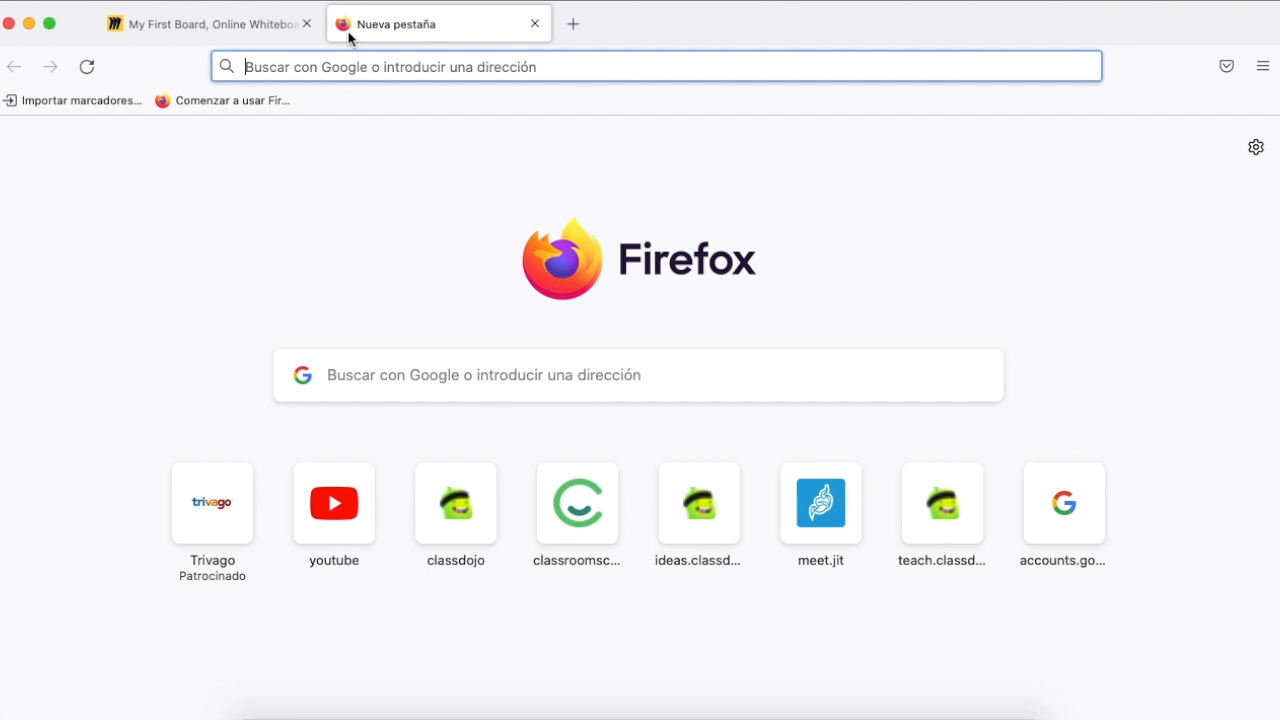 My First Board, Online Whiteboa
Nueva pestaña
Buscar con Google o introducir una dirección
Importar marcadores...
Comenzar a usar Fir...
Firefox
Buscar con Google o introducir una dirección
trivago
Trivago
Patrocinado
youtube
classdojo
classroomsc...
ideas.classd...
meet.jit
teach.classd...
accounts.go...